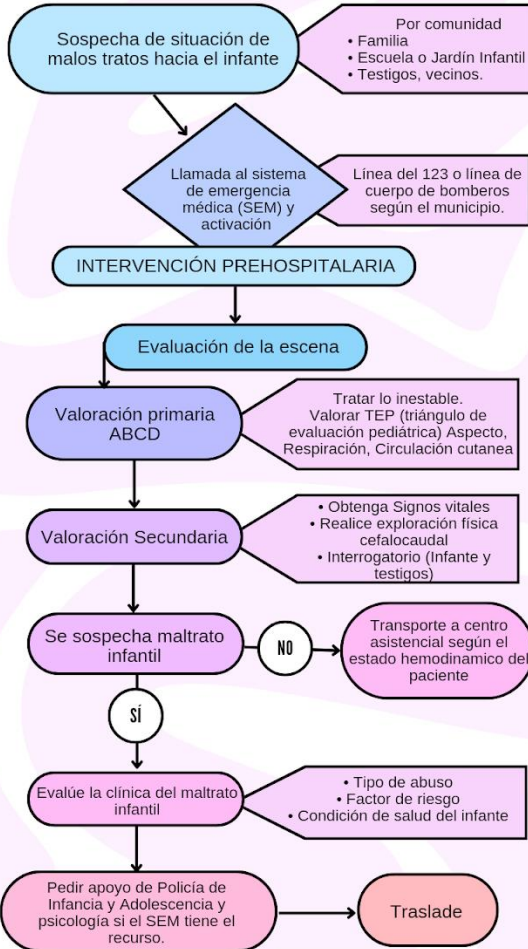 Sospecha de situación de
malos tratos hacia el infante
Por comunidad
• Familia
• Escuela o Jardín Infantil
• Testigos, vecinos.
Llamada al sistema
de emergencia
médica (SEM) y
activación
Línea del 123 o línea de
cuerpo de bomberos
según el municipio.
INTERVENCIÓN PREHOSPITALARIA
Evaluación de la escena
Valoración primaria
ABCD
Tratar lo inestable.
Valorar TEP (triángulo de
evaluación pediátrica) Aspecto,
Respiración, Circulación cutanea
Valoración Secundaria
• Obtenga Signos vitales
• Realice exploración física
cefalocaudal
• Interrogatorio (Infante y
testigos)
Se sospecha maltrato
infantil
NO
Transporte a centro
asistencial según el
estado hemodinamico del
paciente
SÍ
Evalúe la clínica del maltrato
infantil
• Tipo de abuso
• Factor de riesgo
• Condición de salud del infante
Pedir apoyo de Policía de
Infancia y Adolescencia y
psicología si el SEM tiene el
recurso.
Traslade